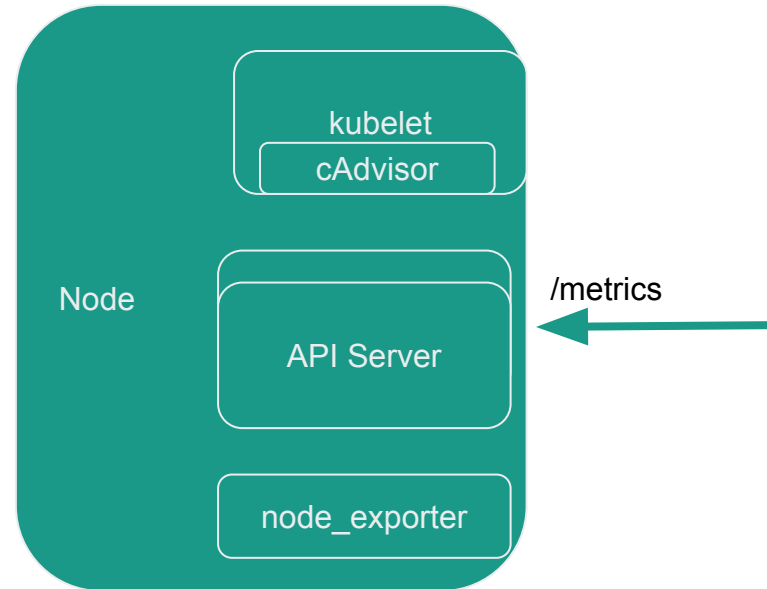 kubelet
cAdvisor
Node
/metrics
API Server
node_exporter